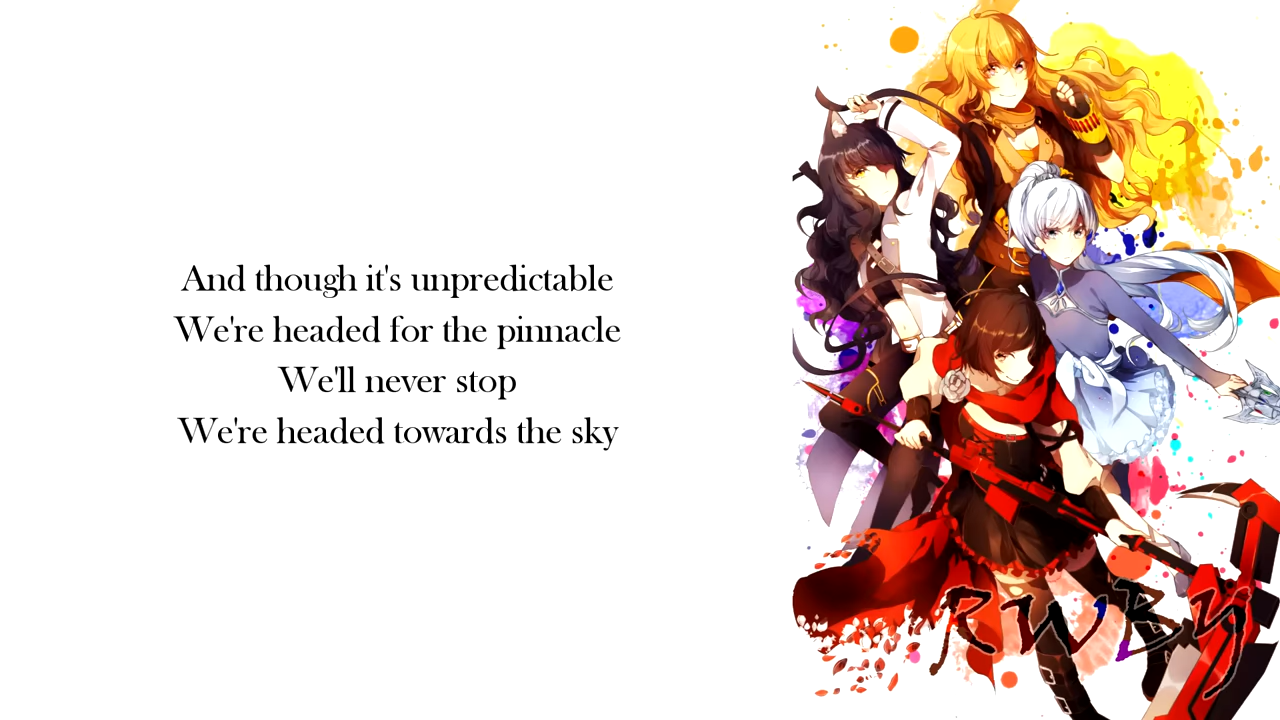 And though it's unpredictable
We're headed for the pinnacle
We'll never stop
We're headed towards the sky
RWBY